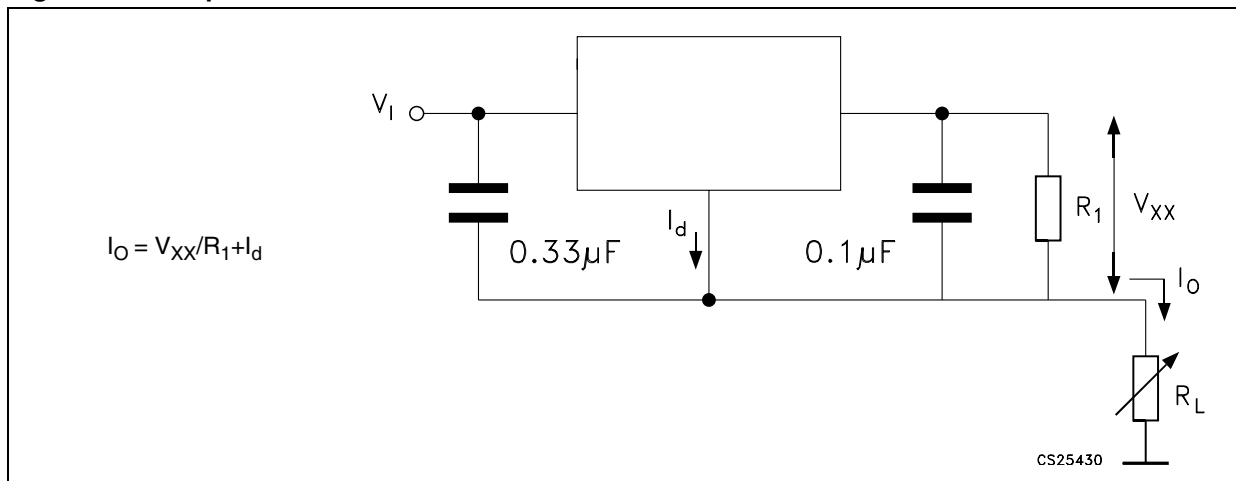 V_I
I_d
0.33µF
0.1µF
R_1
V_XX
I_O
I_O = V_XX/R_1+I_d
R_L
CS25430